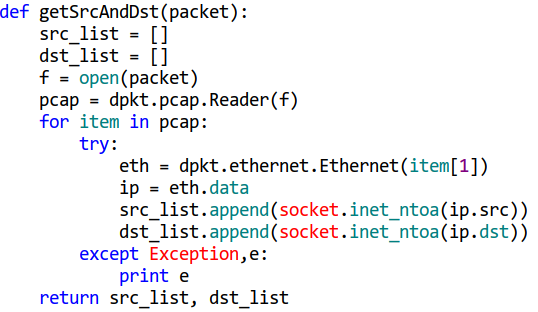 def getSrcAndDst(packet):
    src_list = []
    dst_list = []
    f = open(packet)
    pcap = dpkt.pcap.Reader(f)
    for item in pcap:
        try:
            eth = dpkt.ethernet.Ethernet(item[1])
            ip = eth.data
            src_list.append(socket.inet_ntoa(ip.src))
            dst_list.append(socket.inet_ntoa(ip.dst))
        except Exception,e:
            print e
    return src_list, dst_list